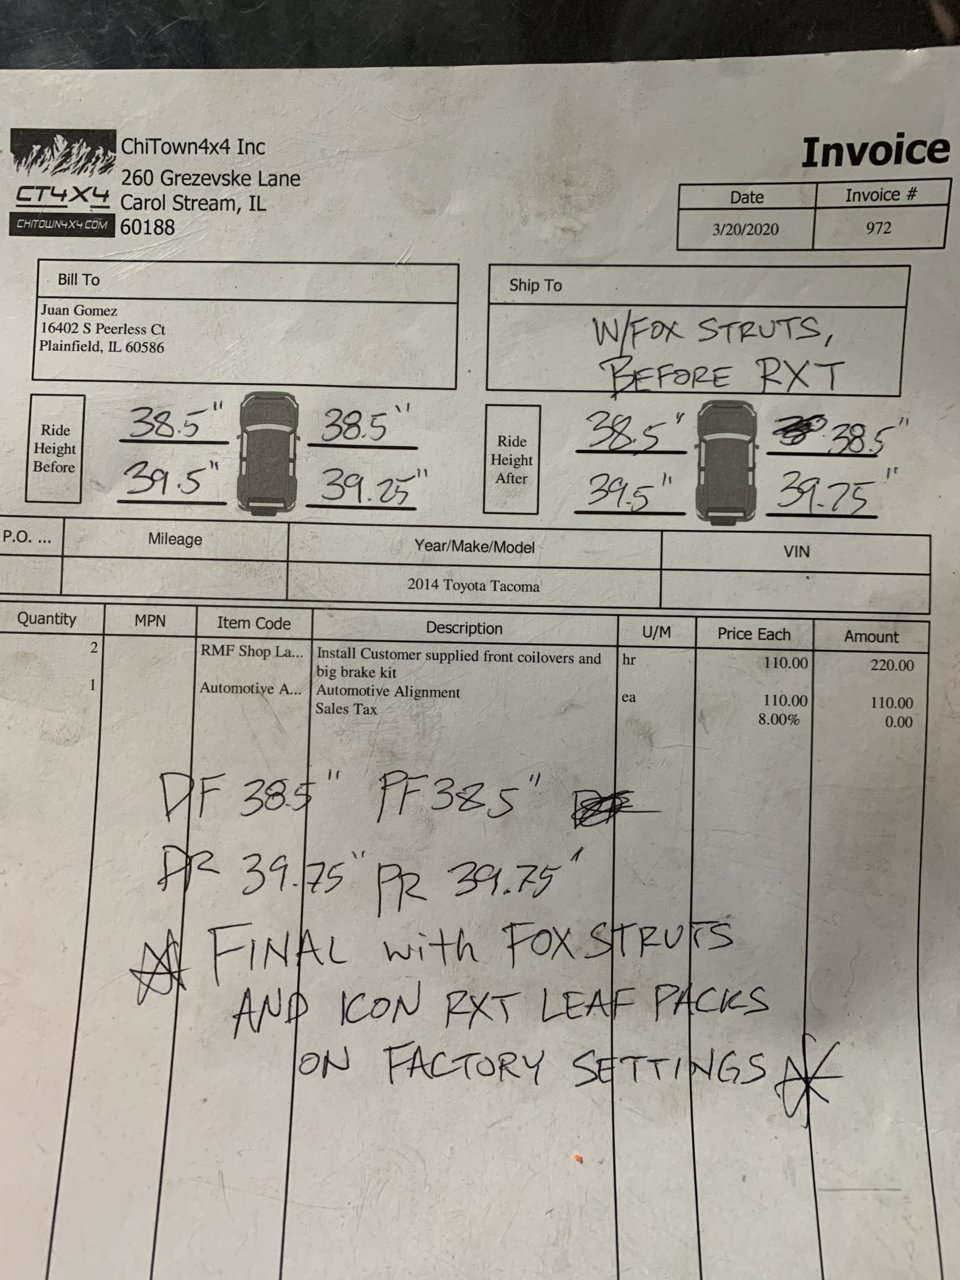 ChiTown4x4 Inc
260 Grezevske Lane
Carol Stream, IL
60188
CT4X4
CHITOWN4X4.COM
Invoice
Date Invoice #
3/20/2020 972
Bill To
Juan Gomez
16402 S Peerless Ct
Plainfield, IL 60586
Ship To
W/FOX STRUTS,
BEFORE RXT
Ride
Height
Before
38.5" 38.5"
39.5" 39.25"
Ride
Height
After
38.5" 38.5"
39.5" 39.75"
P.O. ... Mileage Year/Make/Model VIN
2014 Toyota Tacoma
Quantity MPN Item Code Description U/M Price Each Amount
2 RMF Shop La... Install Customer supplied front coilovers and hr 110.00 220.00
big brake kit
1 Automotive A... Automotive Alignment ea 110.00 110.00
Sales Tax 8.00% 0.00
DF 38.5" PF 38.5"
DR 39.75" PR 39.75"
FINAL with FOX STRUTS
AND ICON RXT LEAF PACKS
ON FACTORY SETTINGS